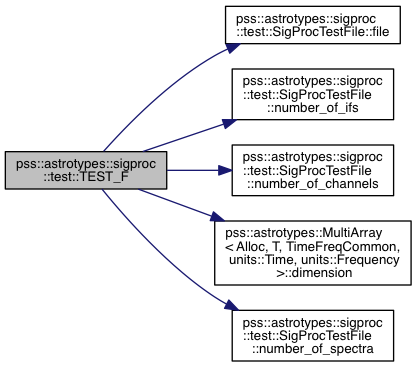 pss::astrotypes::sigproc
::test::TEST_F
pss::astrotypes::sigproc
::test::SigProcTestFile::file
pss::astrotypes::sigproc
::test::SigProcTestFile
::number_of_ifs
pss::astrotypes::sigproc
::test::SigProcTestFile
::number_of_channels
pss::astrotypes::MultiArray
< Alloc, T, TimeFreqCommon,
units::Time, units::Frequency
>::dimension
pss::astrotypes::sigproc
::test::SigProcTestFile
::number_of_spectra